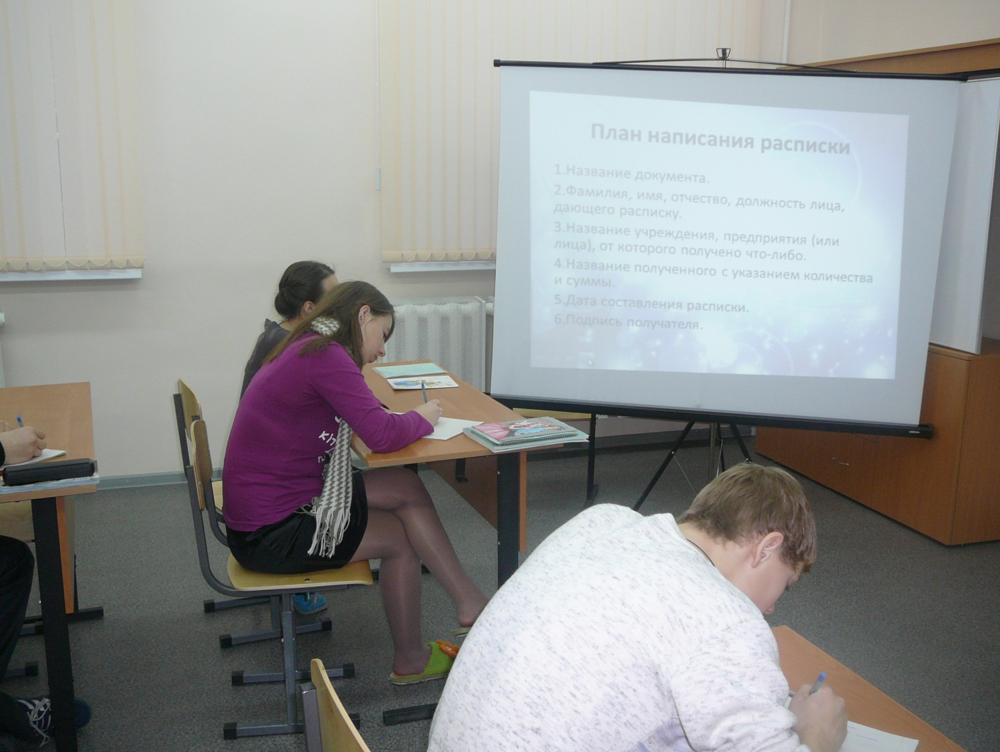 План написания расписки
1.Название документа.
2.Фамилия, имя, отчество, должность лица,
дающего расписку.
3.Название учреждения, предприятия (или
лица), от которого получено что-либо.
4.Название полученного с указанием количества
и суммы.
5.Дата составления расписки.
6.Подпись получателя.